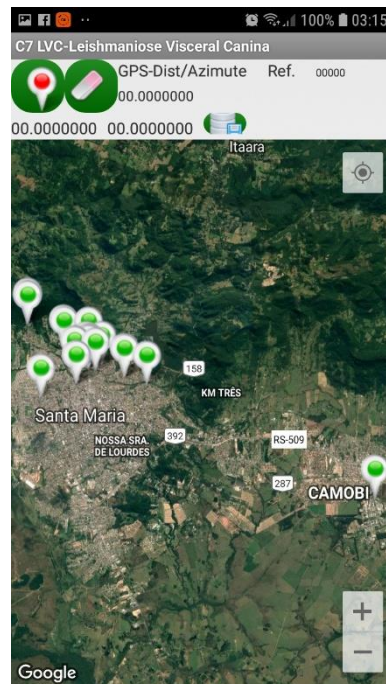 100% 03:15
C7 LVC-Leishmaniose Visceral Canina
GPS-Dist/Azimute Ref. 00000
00.0000000
00.0000000 00.0000000
Itaara
158
KM TRÊS
Santa Maria
392
RS-509
NOSSA SRA.
DE LOURDES
287
CAMOBI
+
−
Google